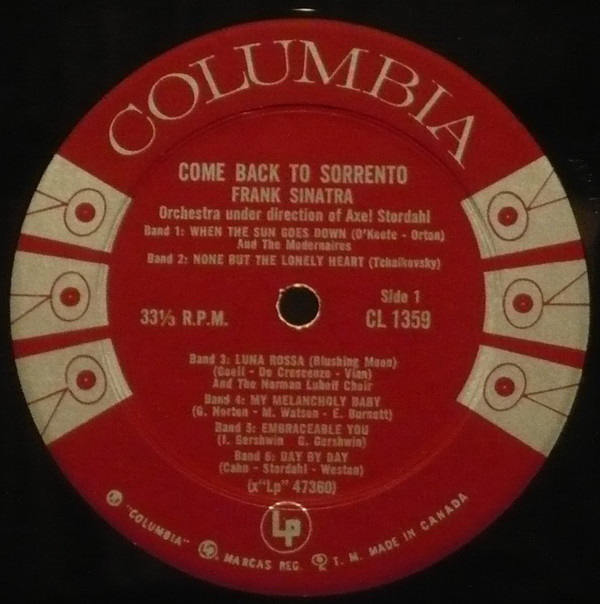 COLUMBIA
COME BACK TO SORRENTO
FRANK SINATRA
Orchestra under direction of Axel Stordahl
Band 1: WHEN THE SUN GOES DOWN (O'Keefe - Orton)
And The Modernaires
Band 2: NONE BUT THE LONELY HEART (Tchaikovsky)
33⅓ R.P.M.
Side 1
CL 1359
Band 3: LUNA ROSSA (Blushing Moon)
(Goell - De Crescenzo - Vian)
And The Norman Luboff Choir
Band 4: MY MELANCHOLY BABY
(G. Norton - M. Watson - E. Burnett)
Band 5: EMBRACEABLE YOU
(I. Gershwin G. Gershwin)
Band 6: DAY BY DAY
(Cahn - Stordahl - Weston)
(x"Lp" 47360)
Lp
"COLUMBIA" MARCAS REG. T. M. MADE IN CANADA